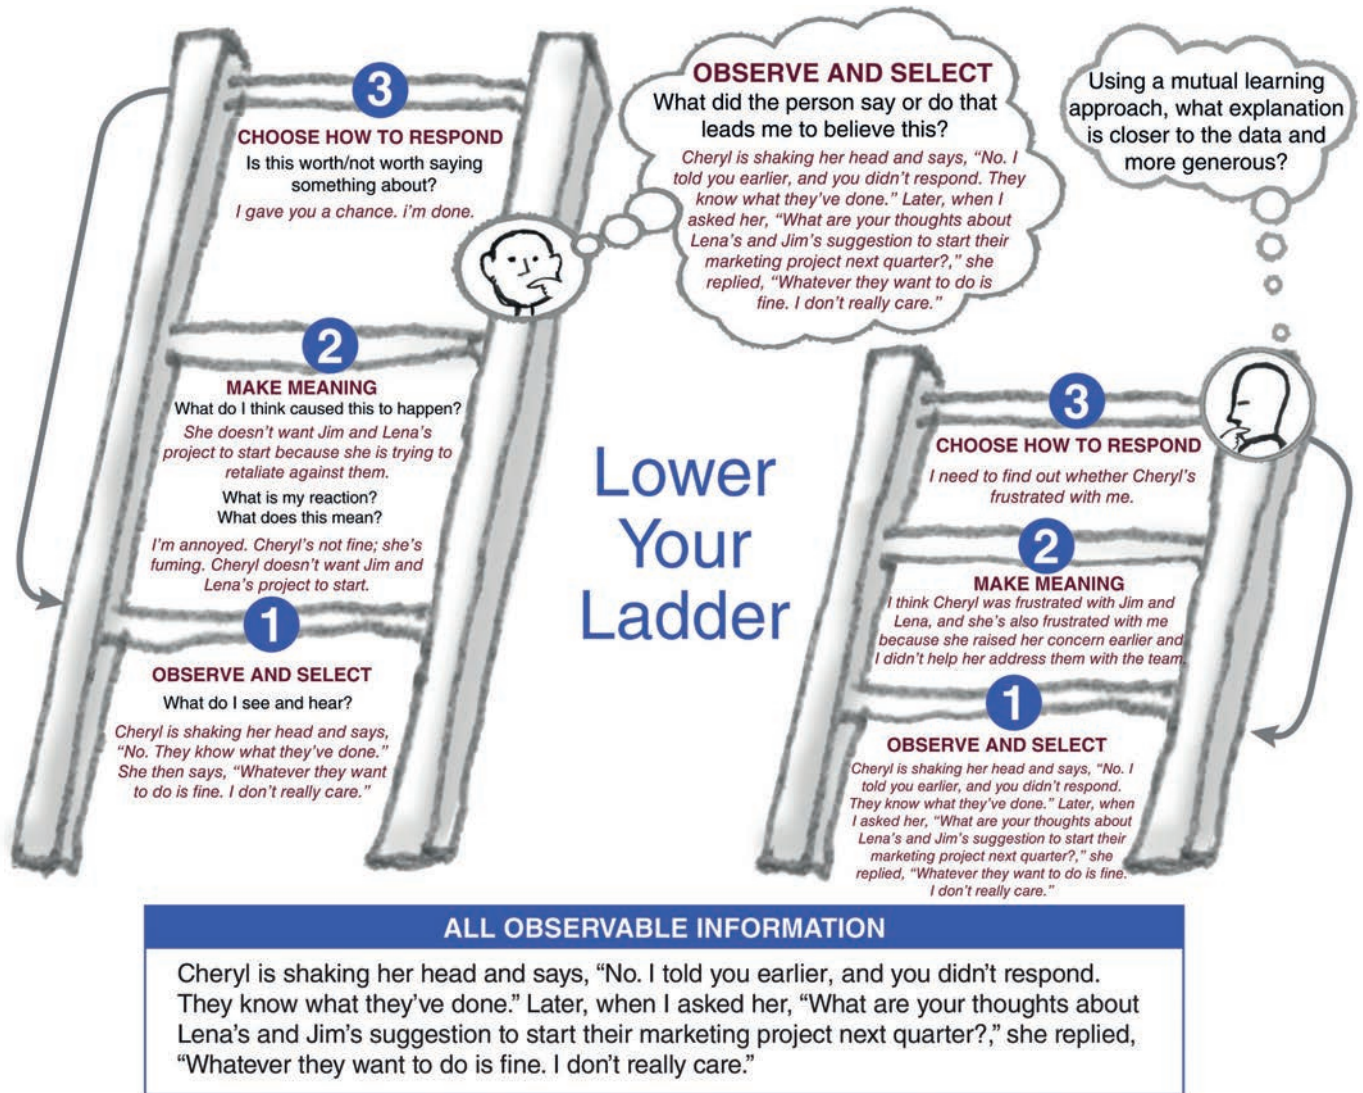 3
CHOOSE HOW TO RESPOND
Is this worth/not worth saying
something about?
I gave you a chance. i'm done.
2
MAKE MEANING
What do I think caused this to happen?
She doesn't want Jim and Lena's
project to start because she is trying to
retaliate against them.
What is my reaction?
What does this mean?
I'm annoyed. Cheryl's not fine; she's
fuming. Cheryl doesn't want Jim and
Lena's project to start.
1
OBSERVE AND SELECT
What do I see and hear?
Cheryl is shaking her head and says,
“No. They khow what they've done.”
She then says, “Whatever they want
to do is fine. I don't really care.”
OBSERVE AND SELECT
What did the person say or do that
leads me to believe this?
Cheryl is shaking her head and says, “No. I
told you earlier, and you didn't respond. They
know what they've done.” Later, when I
asked her, “What are your thoughts about
Lena's and Jim's suggestion to start their
marketing project next quarter?,” she
replied, “Whatever they want to do is
fine. I don't really care.”
Lower
Your
Ladder
Using a mutual learning
approach, what explanation
is closer to the data and
more generous?
3
CHOOSE HOW TO RESPOND
I need to find out whether Cheryl's
frustrated with me.
2
MAKE MEANING
I think Cheryl was frustrated with Jim and
Lena, and she's also frustrated with me
because she raised her concern earlier and
I didn't help her address them with the team.
1
OBSERVE AND SELECT
Cheryl is shaking her head and says, “No. I
told you earlier, and you didn't respond.
They know what they've done.” Later, when
I asked her, “What are your thoughts about
Lena's and Jim's suggestion to start their
marketing project next quarter?,” she
replied, “Whatever they want to do is fine.
I don't really care.”
ALL OBSERVABLE INFORMATION
Cheryl is shaking her head and says, “No. I told you earlier, and you didn't respond.
They know what they've done.” Later, when I asked her, “What are your thoughts about
Lena's and Jim's suggestion to start their marketing project next quarter?,” she replied,
“Whatever they want to do is fine. I don't really care.”